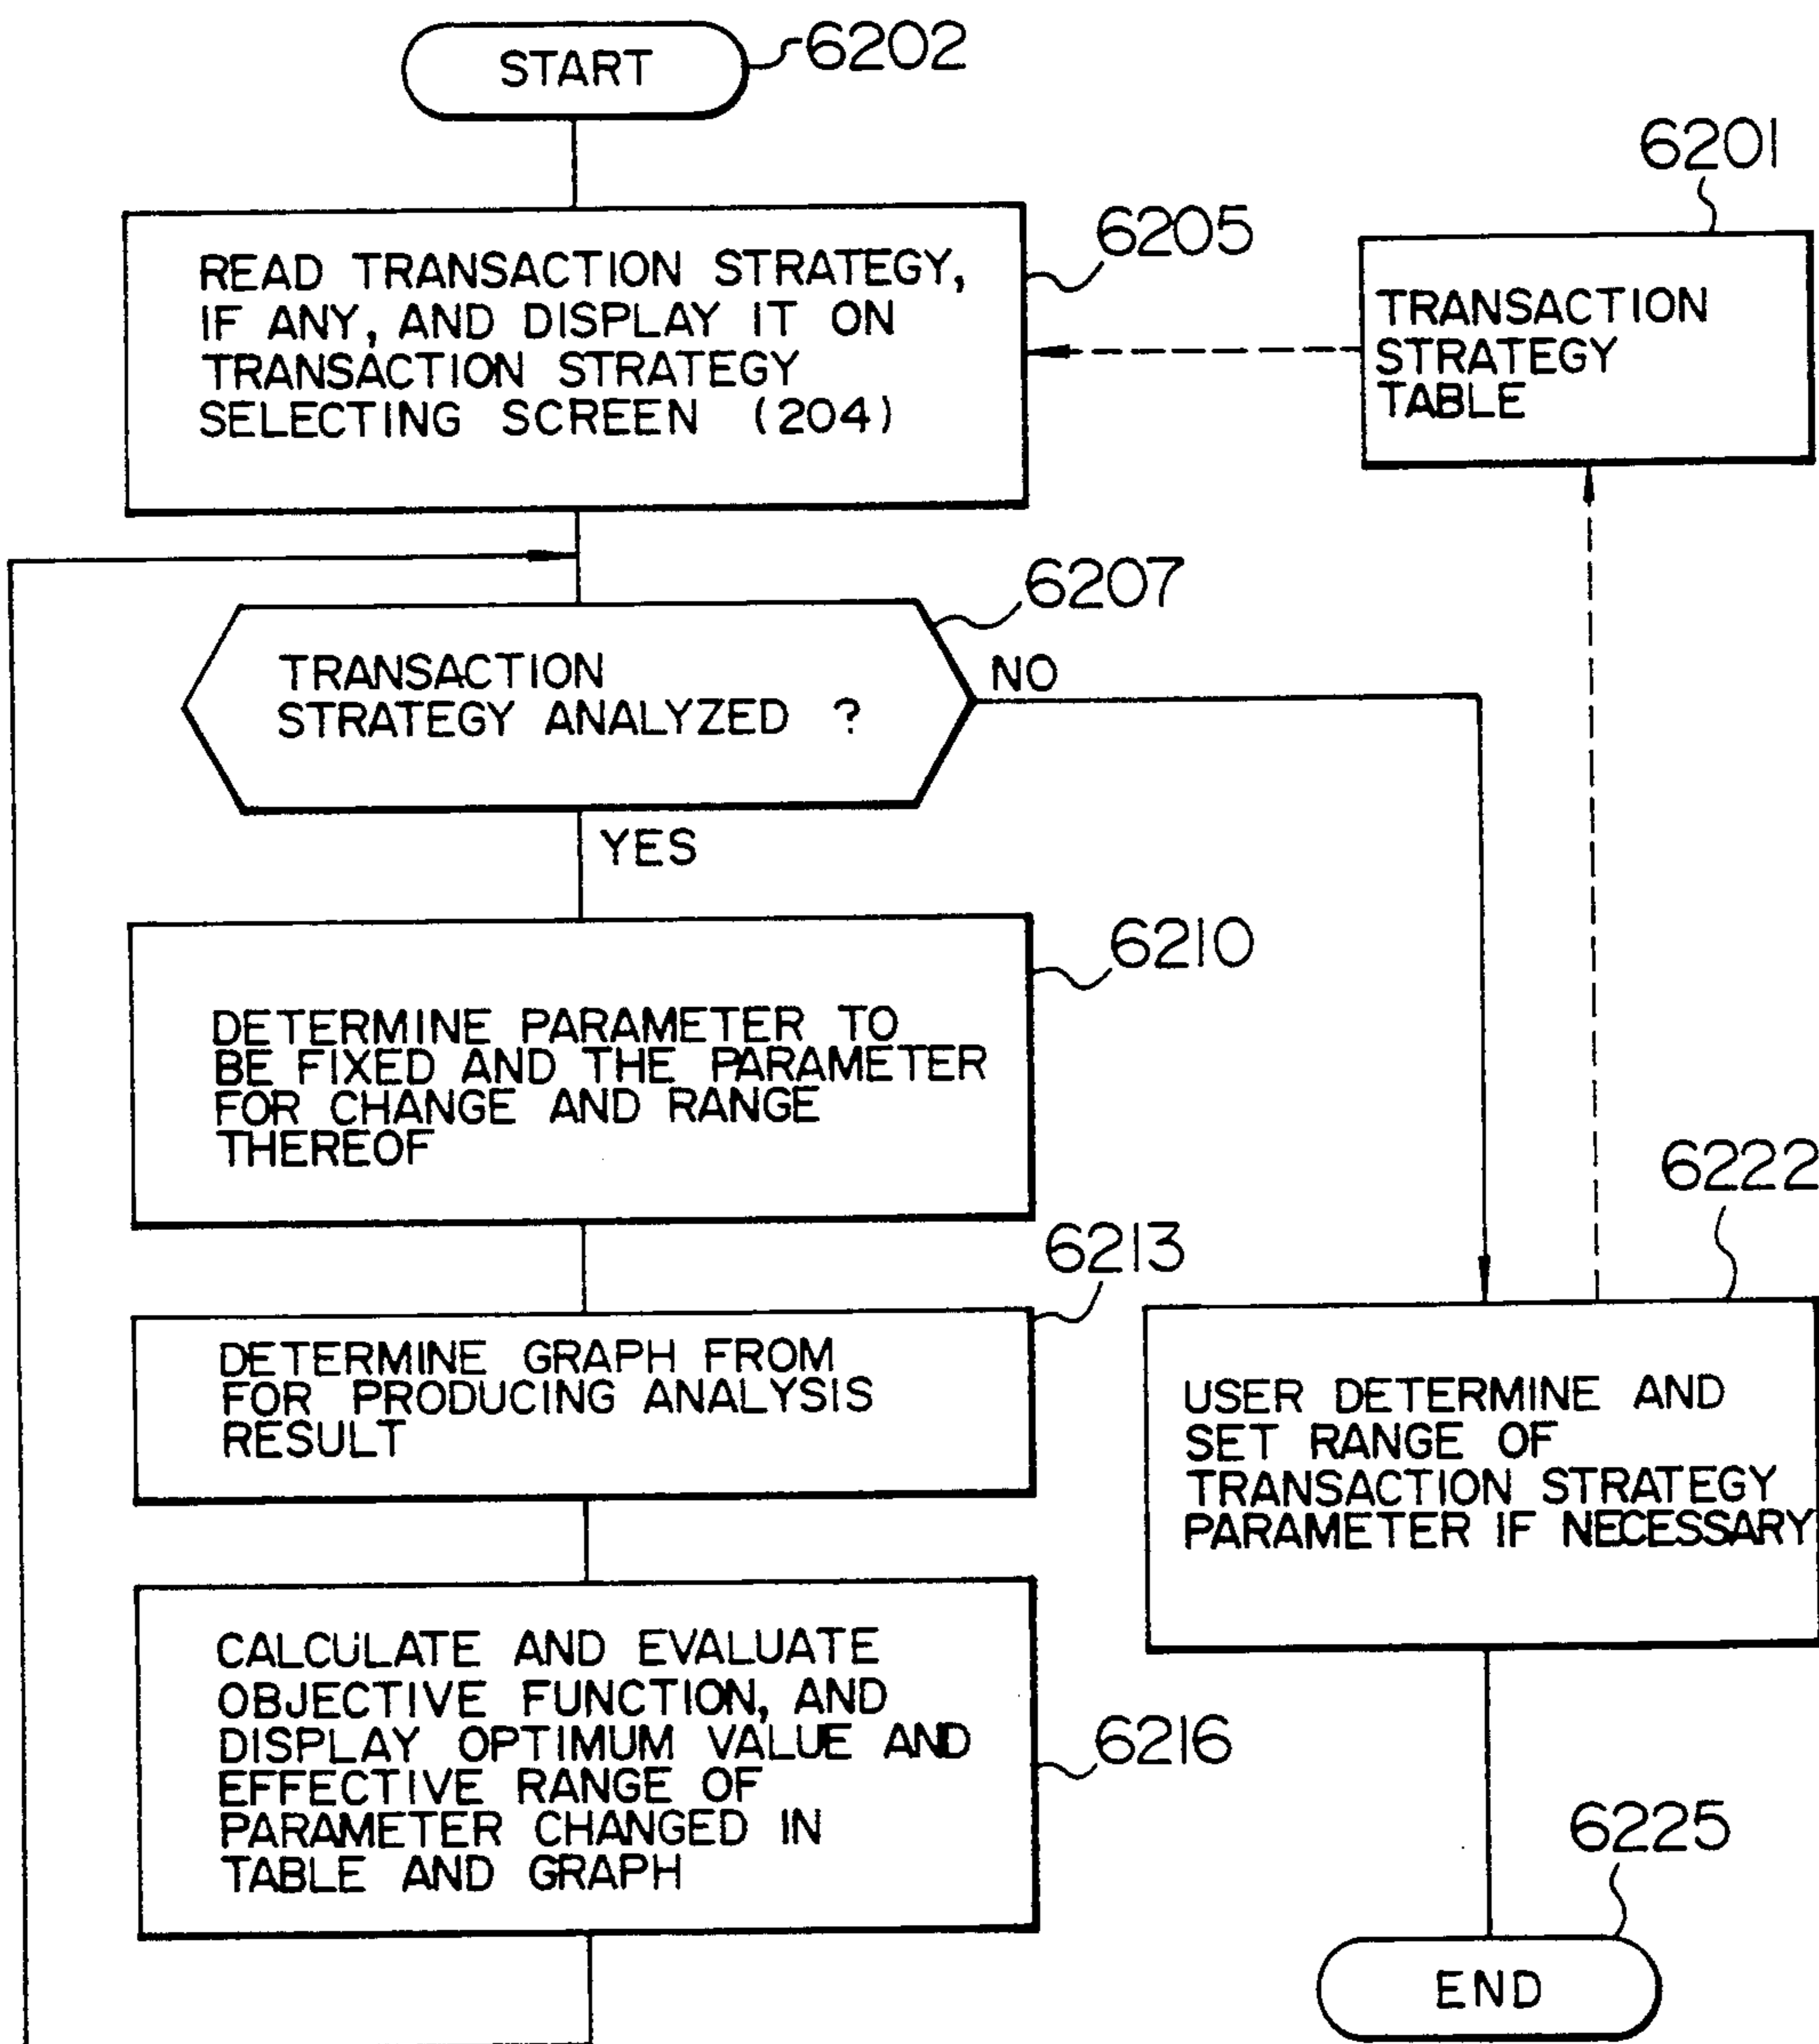 START
6202
6201
READ TRANSACTION STRATEGY,
IF ANY, AND DISPLAY IT ON
TRANSACTION STRATEGY
SELECTING SCREEN (204)
6205
TRANSACTION
STRATEGY
TABLE
6207
TRANSACTION
STRATEGY ANALYZED ?
NO
YES
6210
DETERMINE PARAMETER TO
BE FIXED AND THE PARAMETER
FOR CHANGE AND RANGE
THEREOF
6213
DETERMINE GRAPH FROM
FOR PRODUCING ANALYSIS
RESULT
6222
USER DETERMINE AND
SET RANGE OF
TRANSACTION STRATEGY
PARAMETER IF NECESSARY
CALCULATE AND EVALUATE
OBJECTIVE FUNCTION, AND
DISPLAY OPTIMUM VALUE AND
EFFECTIVE RANGE OF
PARAMETER CHANGED IN
TABLE AND GRAPH
6216
6225
END